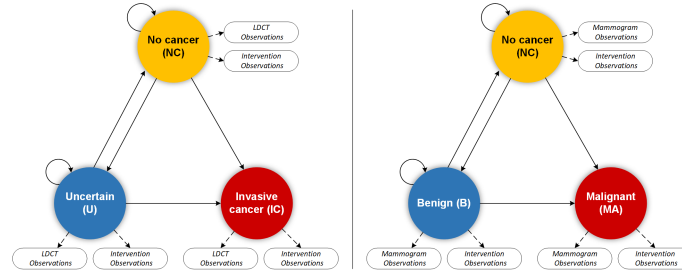 No cancer
(NC)
LDCT
Observations
Intervention
Observations
Uncertain
(U)
Invasive
cancer (IC)
LDCT
Observations
Intervention
Observations
LDCT
Observations
Intervention
Observations
No cancer
(NC)
Mammogram
Observations
Intervention
Observations
Benign (B)
Malignant
(MA)
Mammogram
Observations
Intervention
Observations
Mammogram
Observations
Intervention
Observations